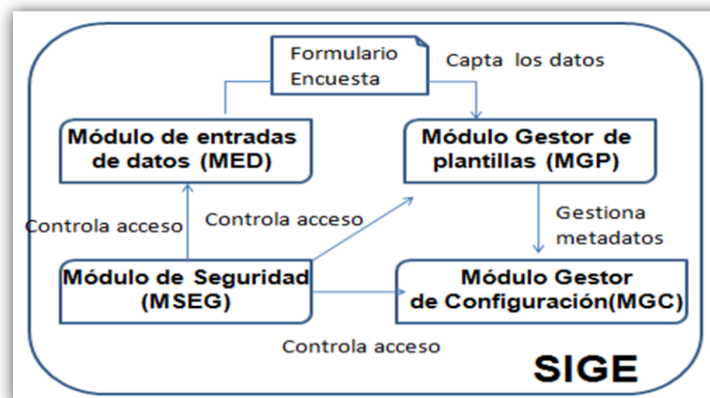 Formulario
Encuesta
Capta los datos
Módulo de entradas
de datos (MED)
Módulo Gestor de
plantillas (MGP)
Controla acceso
Controla acceso
Gestiona
metadatos
Módulo de Seguridad
(MSEG)
Módulo Gestor
de Configuración(MGC)
Controla acceso
SIGE